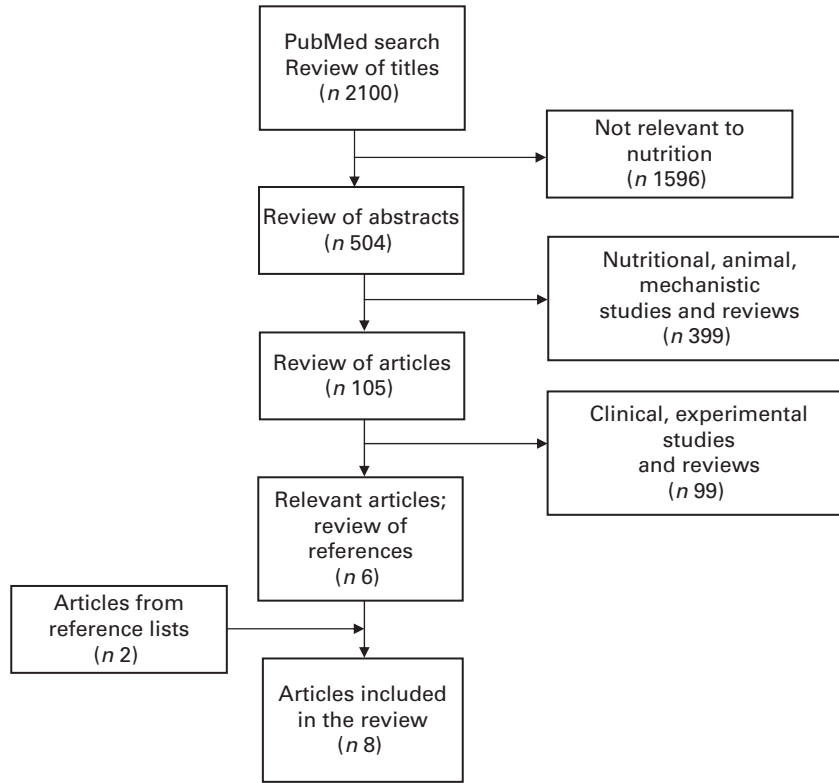 PubMed search
Review of titles
(n 2100)
Not relevant to
nutrition
(n 1596)
Review of abstracts
(n 504)
Nutritional, animal,
mechanistic
studies and reviews
(n 399)
Review of articles
(n 105)
Clinical, experimental
studies
and reviews
(n 99)
Relevant articles;
review of
references
(n 6)
Articles from
reference lists
(n 2)
Articles included
in the review
(n 8)